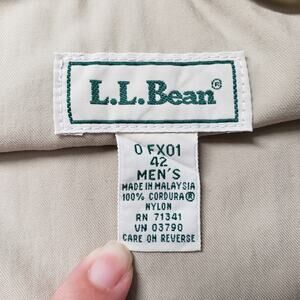 L.L.Bean®
0 FX01
42
MEN'S
MADE IN MALAYSIA
100% CORDURA®
NYLON
RN 71341
VN 03790
CARE ON REVERSE